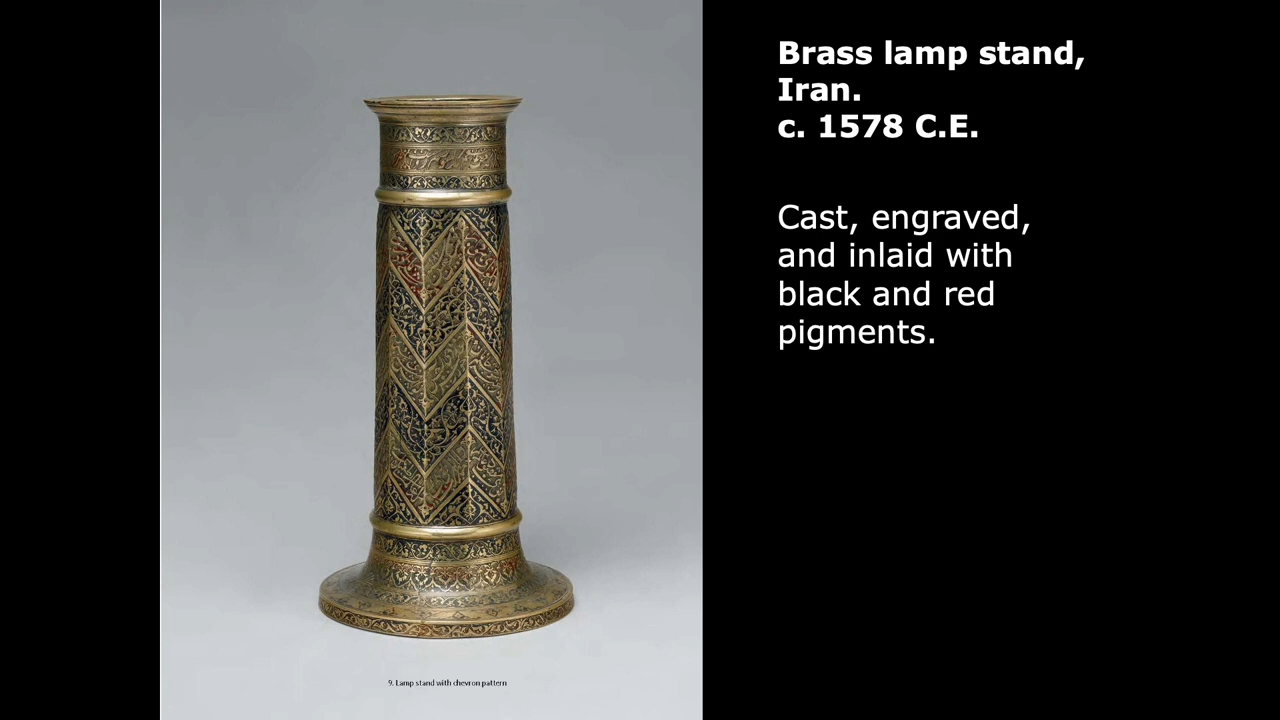 Brass lamp stand,
Iran.
c. 1578 C.E.
Cast, engraved,
and inlaid with
black and red
pigments.
9. Lamp stand with chevron pattern